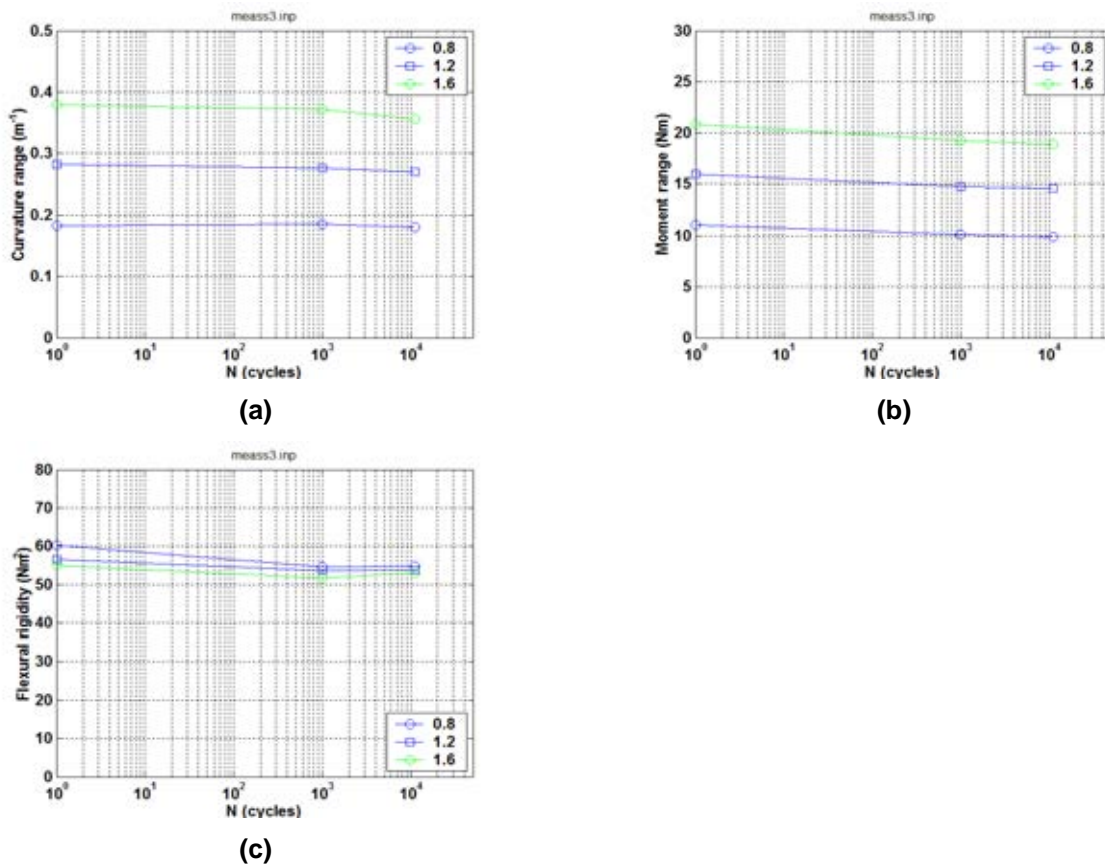 meass3.inp
0.5
0.4
0.3
0.2
0.1
0
Curvature range (m⁻¹)
0.8
1.2
1.6
10⁰ 10¹ 10² 10³ 10⁴
N (cycles)
(a)
meass3.inp
30
25
20
15
10
5
0
Moment range (Nm)
0.8
1.2
1.6
10⁰ 10¹ 10² 10³ 10⁴
N (cycles)
(b)
meass3.inp
80
70
60
50
40
30
20
10
0
Flexural rigidity (Nm²)
0.8
1.2
1.6
10⁰ 10¹ 10² 10³ 10⁴
N (cycles)
(c)